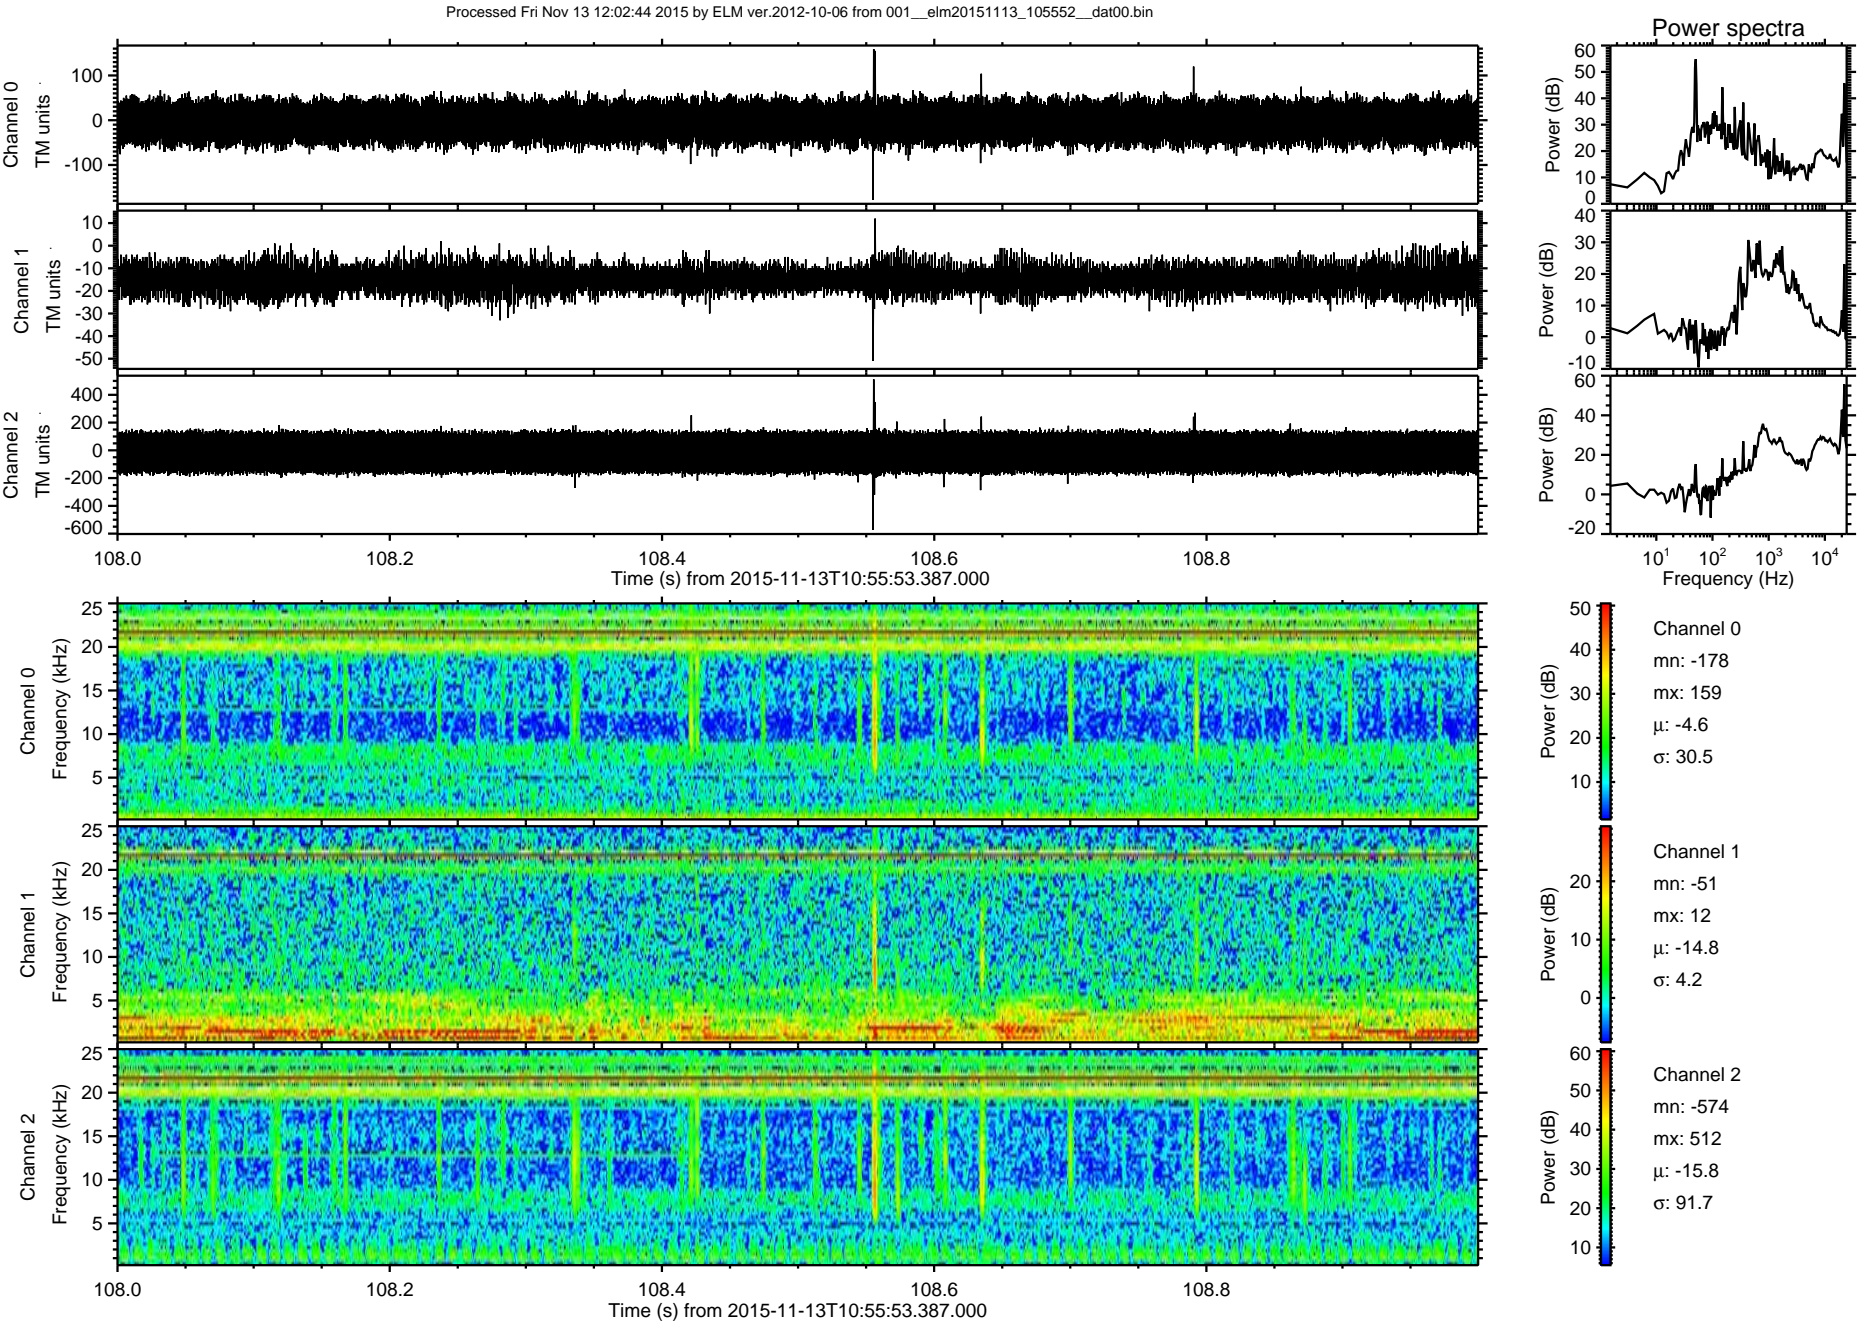 Processed Fri Nov 13 12:02:44 2015 by ELM ver.2012-10-06 from 001__elm20151113_105552__dat00.bin
Power spectra
Channel 0
TM units
100
0
-100
Power (dB)
60
50
40
30
20
10
0
Channel 1
TM units
10
0
-10
-20
-30
-40
-50
Power (dB)
40
30
20
10
0
-10
Channel 2
TM units
400
200
0
-200
-400
-600
Power (dB)
60
40
20
0
-20
108.0 108.2 108.4 108.6 108.8
Time (s) from 2015-11-13T10:55:53.387.000
10^1 10^2 10^3 10^4
Frequency (Hz)
Channel 0
Frequency (kHz)
25
20
15
10
5
Power (dB)
50
40
30
20
10
Channel 0
mn: -178
mx: 159
μ: -4.6
σ: 30.5
Channel 1
Frequency (kHz)
25
20
15
10
5
Power (dB)
20
10
0
Channel 1
mn: -51
mx: 12
μ: -14.8
σ: 4.2
Channel 2
Frequency (kHz)
25
20
15
10
5
Power (dB)
60
50
40
30
20
10
Channel 2
mn: -574
mx: 512
μ: -15.8
σ: 91.7
108.0 108.2 108.4 108.6 108.8
Time (s) from 2015-11-13T10:55:53.387.000